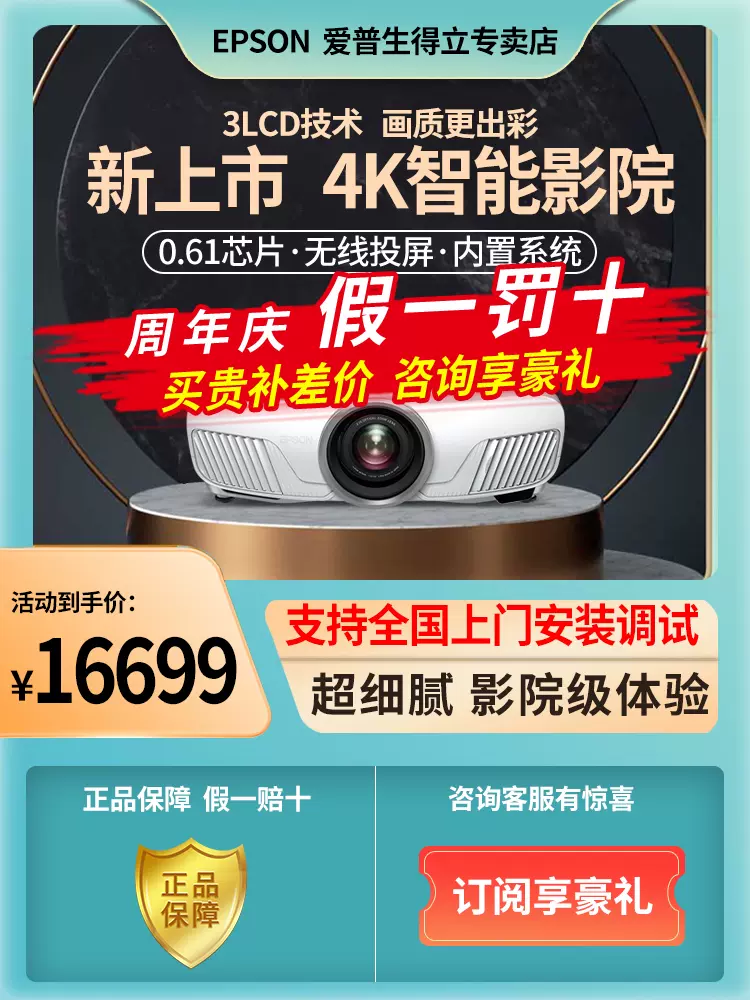 EPSON 爱普生得立专卖店
3LCD技术 画质更出彩
新上市 4K智能影院
0.61芯片·无线投屏·内置系统
周年庆 假一罚十
买贵补差价 咨询享豪礼
EPSON
活动到手价:
¥16699
支持全国上门安装调试
超细腻 影院级体验
正品保障 假一赔十
咨询客服有惊喜
正品
保障
订阅享豪礼